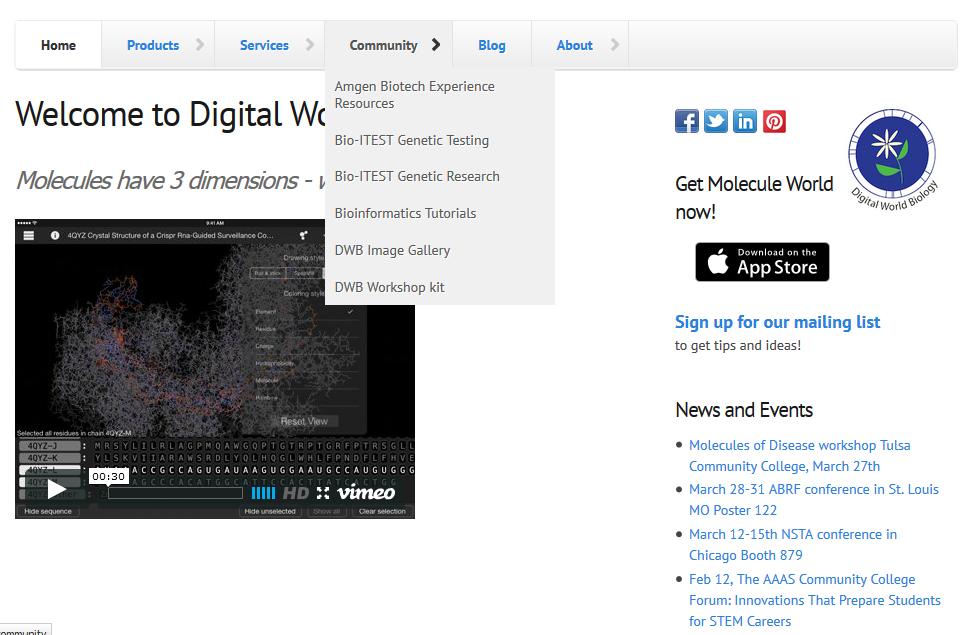 Home
Products
Services
Community
Blog
About
Amgen Biotech Experience
Resources
Bio-ITEST Genetic Testing
Bio-ITEST Genetic Research
Bioinformatics Tutorials
DWB Image Gallery
DWB Workshop kit
Welcome to Digital Wo
Molecules have 3 dimensions -
9:41 AM
4QYZ Crystal Structure of a Crispr Rna-Guided Surveillance Co...
Drawing style
Ball & stick
Spacefill
Coloring style
Element
Residue
Charge
Hydrophobicity
Molecule
Rainbow
Reset View
Selected all residues in chain 4QYZ-M
4QYZ-J : M R S Y L I L R L A G P M Q A W G Q P T G T R P T G R F P T R S G L L
4QYZ-K : Y L S K V I I A R A W S R D L Y Q L H Q G L W H L F P N D F L F H V E
4QYZ-L
00:30
HD
vimeo
Hide sequence
Hide unselected
Show all
Clear selection
Digital World Biology
Get Molecule World
now!
Download on the
App Store
Sign up for our mailing list
to get tips and ideas!
News and Events
Molecules of Disease workshop Tulsa
Community College, March 27th
March 28-31 ABRF conference in St. Louis
MO Poster 122
March 12-15th NSTA conference in
Chicago Booth 879
Feb 12, The AAAS Community College
Forum: Innovations That Prepare Students
for STEM Careers